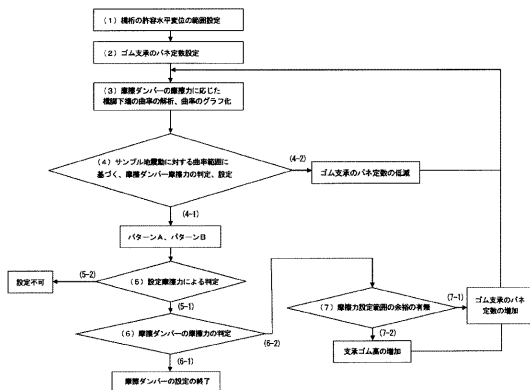 (1)橋桁の許容水平変位の範囲設定
(2)ゴム支承のバネ定数設定
(3)摩擦ダンパーの摩擦力に応じた
橋脚下端の曲率の解析、曲率のグラフ化
(4)サンプル地震動に対する曲率範囲に
基づく、摩擦ダンパー摩擦力の判定、設定
(4-2)
ゴム支承のバネ定数の低減
(4-1)
パターンA、パターンB
(5)設定摩擦力による判定
(5-2)
設定不可
(5-1)
(6)摩擦ダンパーの摩擦力の判定
(6-2)
(6-1)
摩擦ダンパーの設定の終了
(7)摩擦力設定範囲の余裕の有無
(7-1)
ゴム支承のバネ
定数の増加
(7-2)
支承ゴム高の増加